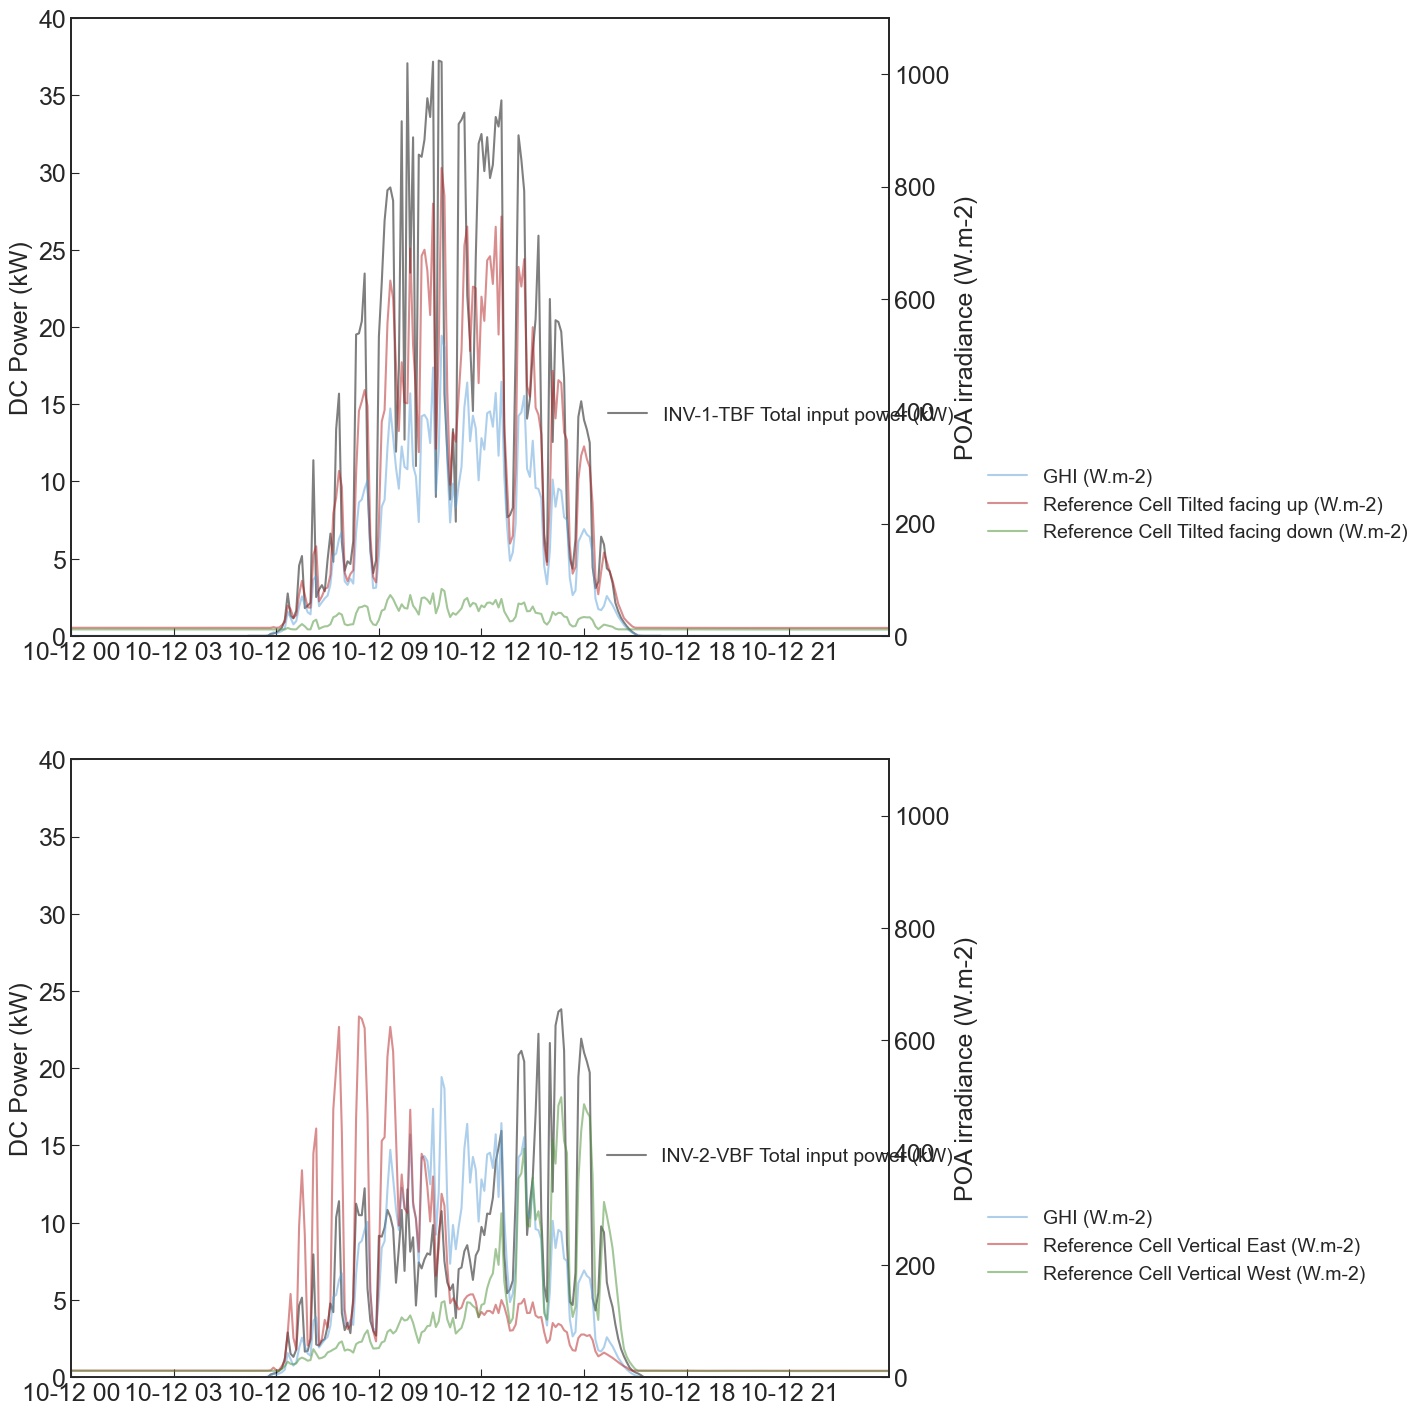 40
35
30
25
20
15
10
5
0
DC Power (kW)
1000
800
600
400
200
0
POA irradiance (W.m-2)
INV-1-TBF Total input power (kW)
GHI (W.m-2)
Reference Cell Tilted facing up (W.m-2)
Reference Cell Tilted facing down (W.m-2)
10-12 00 10-12 03 10-12 06 10-12 09 10-12 12 10-12 15 10-12 18 10-12 21
40
35
30
25
20
15
10
5
0
DC Power (kW)
1000
800
600
400
200
0
POA irradiance (W.m-2)
INV-2-VBF Total input power (kW)
GHI (W.m-2)
Reference Cell Vertical East (W.m-2)
Reference Cell Vertical West (W.m-2)
10-12 00 10-12 03 10-12 06 10-12 09 10-12 12 10-12 15 10-12 18 10-12 21